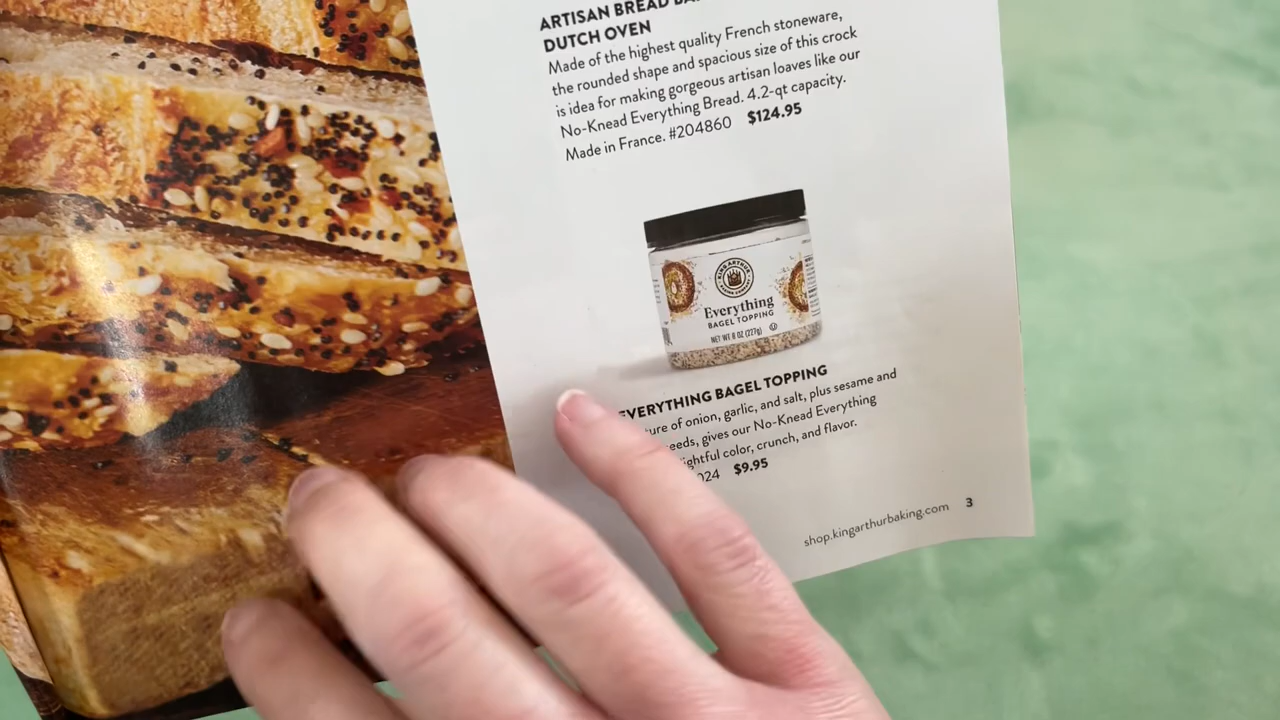 ARTISAN BREAD
DUTCH OVEN
Made of the highest quality French stoneware,
the rounded shape and spacious size of this crock
is idea for making gorgeous artisan loaves like our
No-Knead Everything Bread. 4.2-qt capacity.
Made in France. #204860 $124.95
KING ARTHUR
BAKING COMPANY
Everything
BAGEL TOPPING
NET WT 8 OZ (227g)
EVERYTHING BAGEL TOPPING
ture of onion, garlic, and salt, plus sesame and
eeds, gives our No-Knead Everything
ightful color, crunch, and flavor.
024 $9.95
shop.kingarthurbaking.com 3